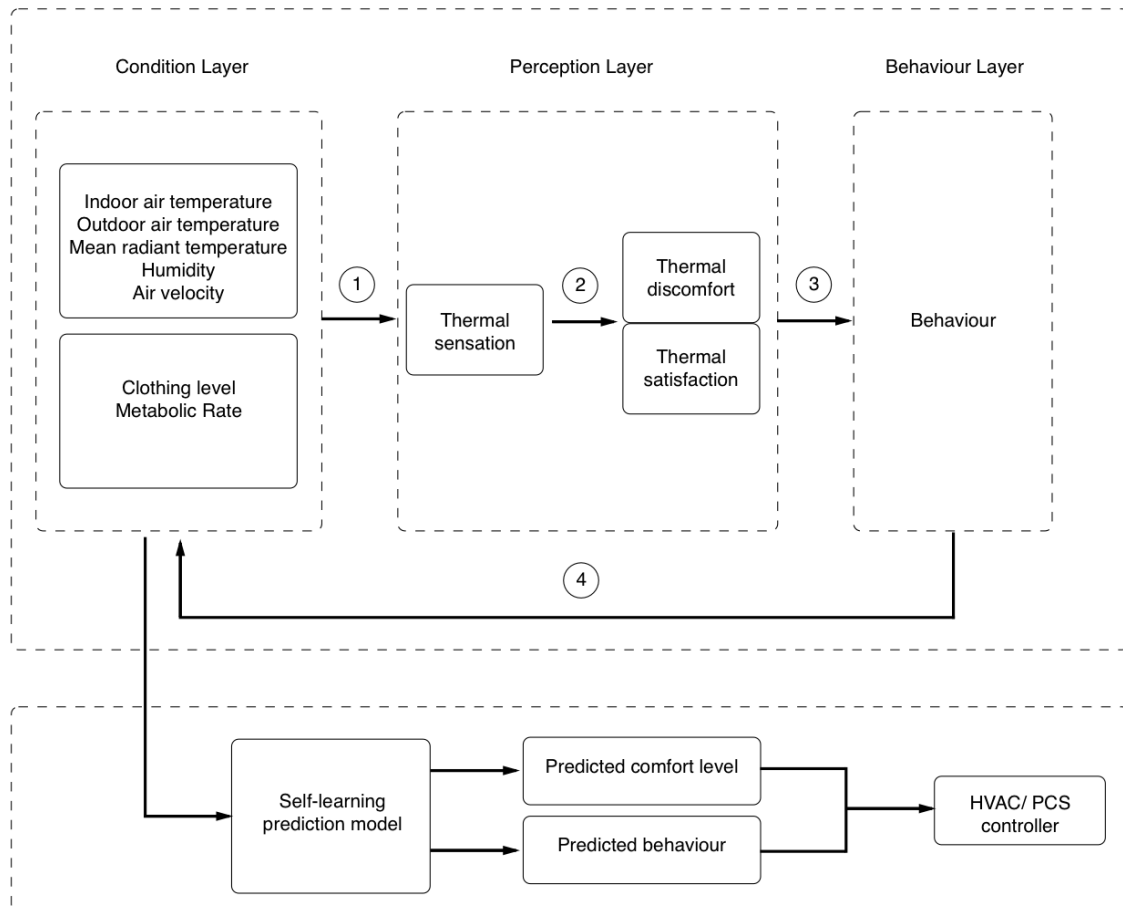 Condition Layer
Perception Layer
Behaviour Layer
Indoor air temperature
Outdoor air temperature
Mean radiant temperature
Humidity
Air velocity
Clothing level
Metabolic Rate
1
Thermal
sensation
2
Thermal
discomfort
Thermal
satisfaction
3
Behaviour
4
Self-learning
prediction model
Predicted comfort level
Predicted behaviour
HVAC/ PCS
controller